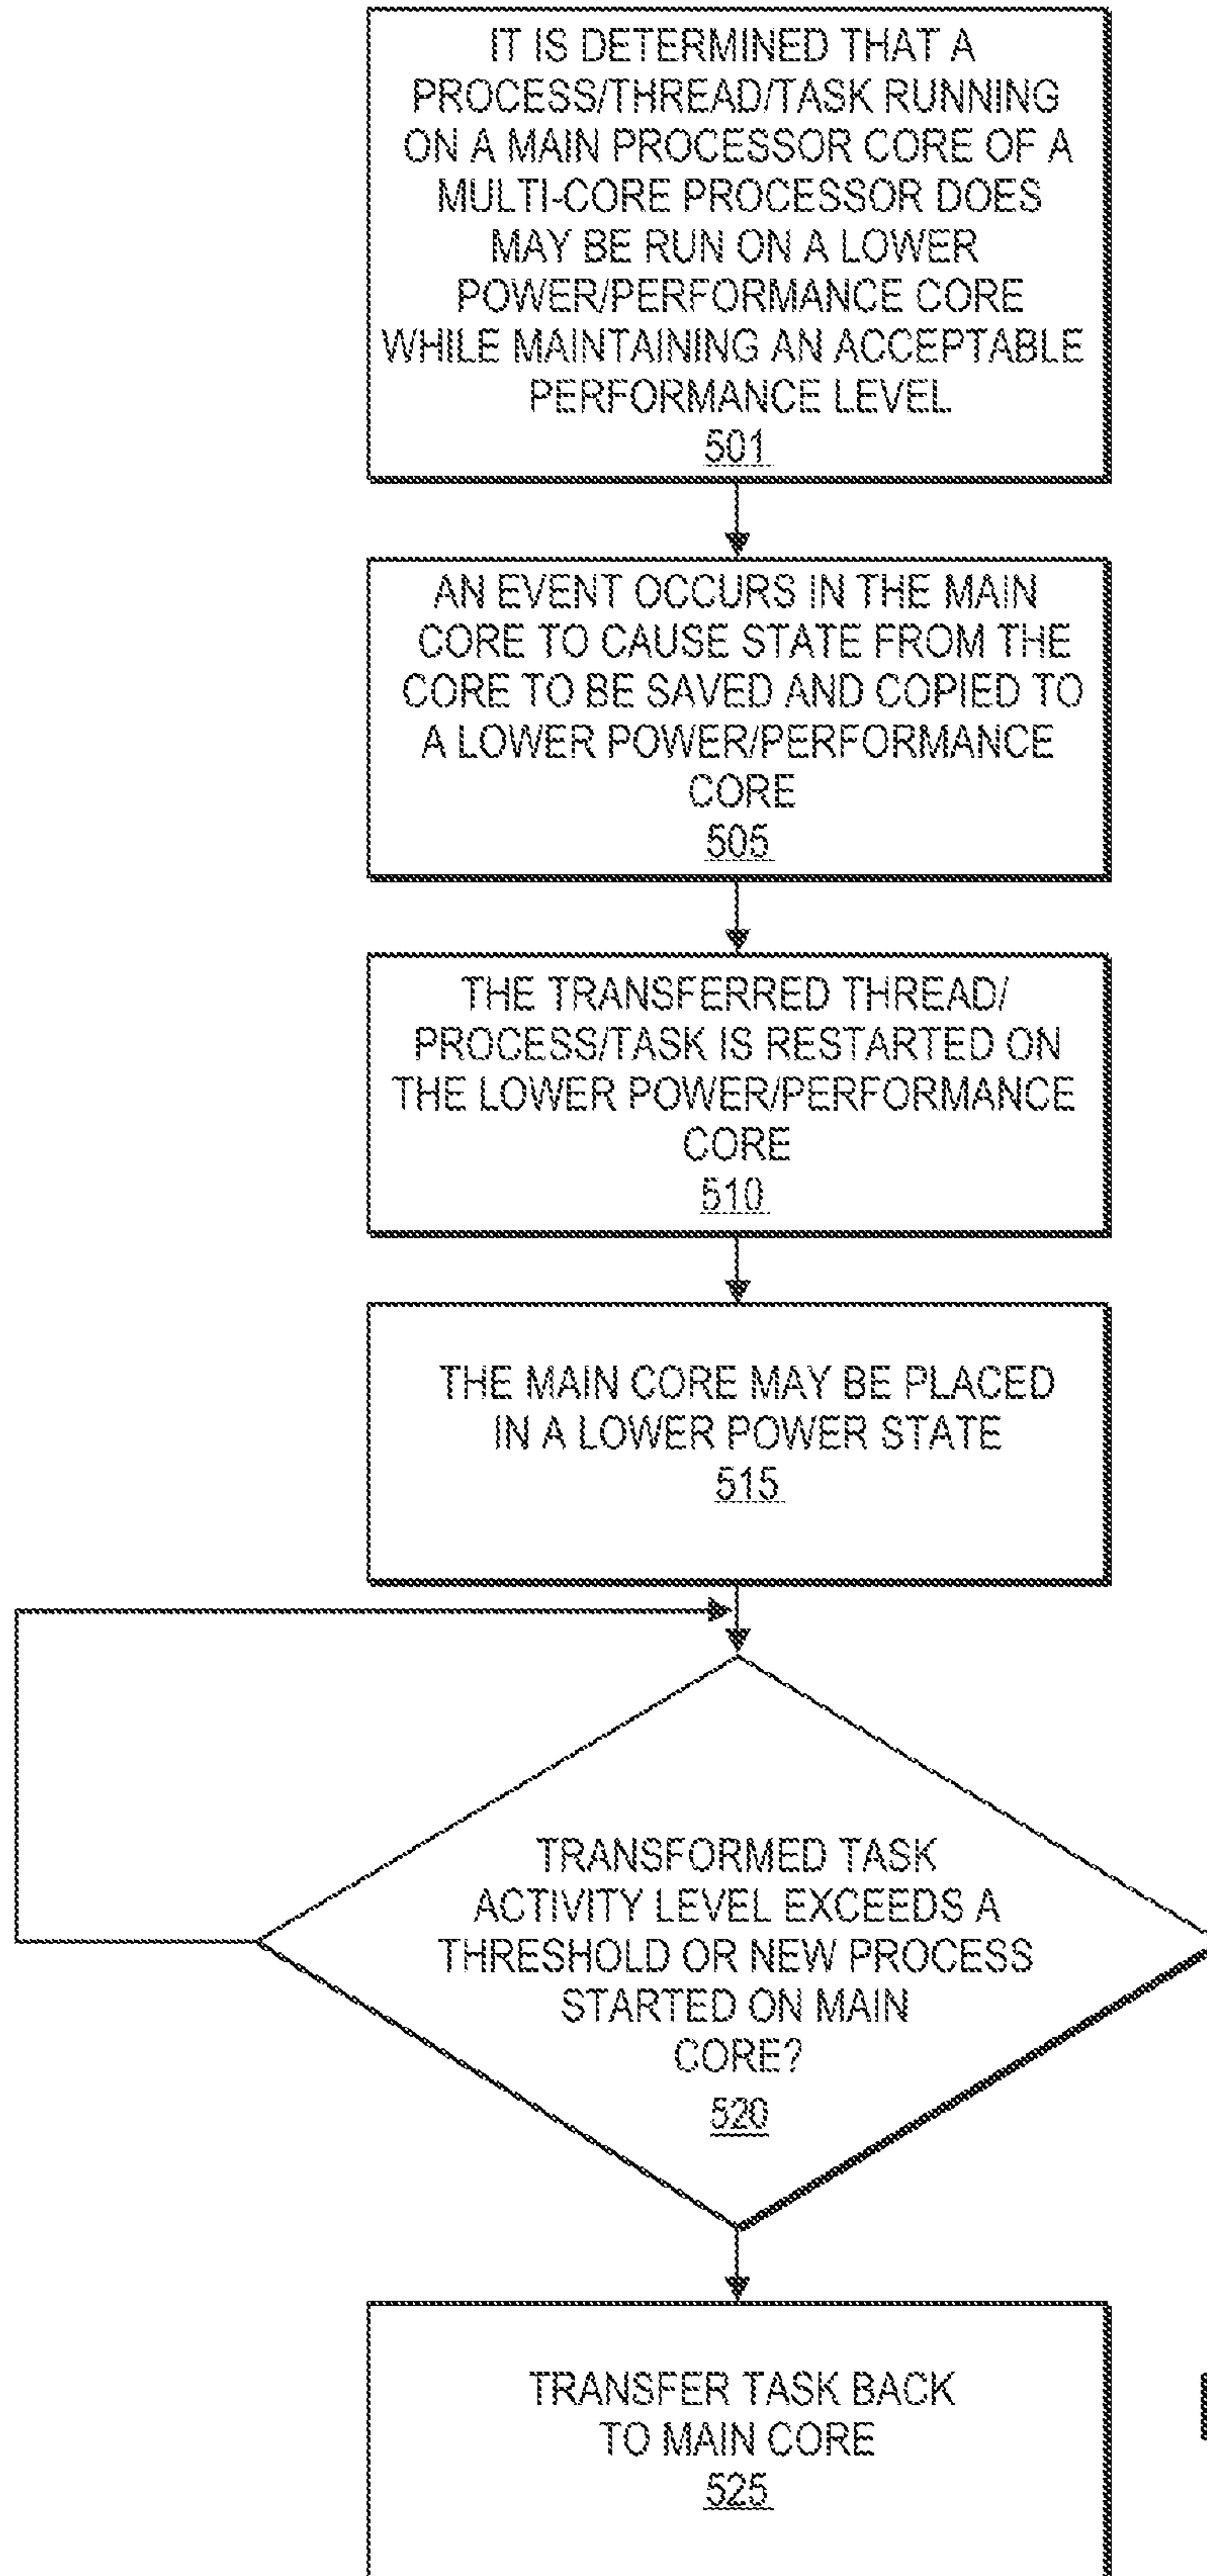 IT IS DETERMINED THAT A
PROCESS/THREAD/TASK RUNNING
ON A MAIN PROCESSOR CORE OF A
MULTI-CORE PROCESSOR DOES
MAY BE RUN ON A LOWER
POWER/PERFORMANCE CORE
WHILE MAINTAINING AN ACCEPTABLE
PERFORMANCE LEVEL
501
AN EVENT OCCURS IN THE MAIN
CORE TO CAUSE STATE FROM THE
CORE TO BE SAVED AND COPIED TO
A LOWER POWER/PERFORMANCE
CORE
505
THE TRANSFERRED THREAD/
PROCESS/TASK IS RESTARTED ON
THE LOWER POWER/PERFORMANCE
CORE
510
THE MAIN CORE MAY BE PLACED
IN A LOWER POWER STATE
515
TRANSFORMED TASK
ACTIVITY LEVEL EXCEEDS A
THRESHOLD OR NEW PROCESS
STARTED ON MAIN
CORE?
520
TRANSFER TASK BACK
TO MAIN CORE
525